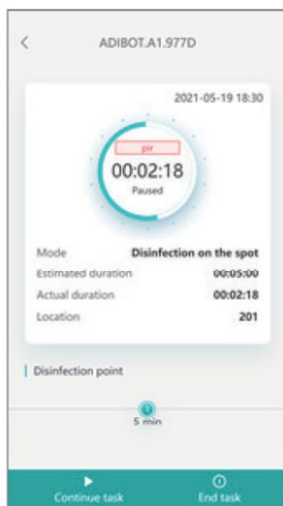 ADIBOT.A1.977D
2021-05-19 18:30
pir
00:02:18
Paused
Mode Disinfection on the spot
Estimated duration 00:05:00
Actual duration 00:02:18
Location 201
Disinfection point
5 min
Continue task End task